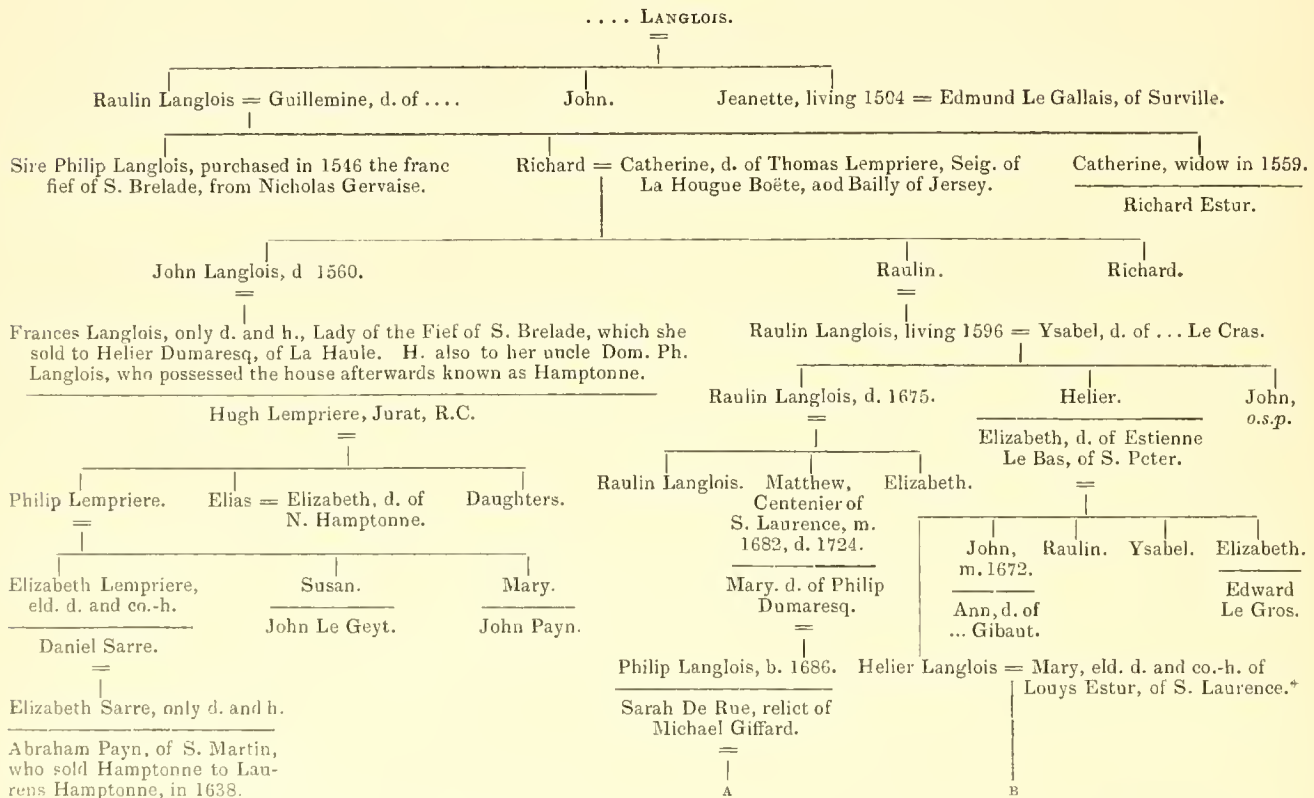 .... LANGLOIS.
=
Raulin Langlois = Guillemine, d. of .... John. Jeanette, living 1504 = Edmund Le Gallais, of Surville.
Sire Philip Langlois, purchased in 1546 the franc
fief of S. Brelade, from Nicholas Gervaise.
Richard = Catherine, d. of Thomas Lempriere, Seig. of
La Hougue Boëte, aod Bailly of Jersey.
Catherine, widow in 1559.
Richard Estur.
John Langlois, d 1560.
=
Raulin.
=
Richard.
Frances Langlois, only d. and h., Lady of the Fief of S. Brelade, which she
sold to Helier Dumaresq, of La Haule. H. also to her uncle Dom. Ph.
Langlois, who possessed the house afterwards known as Hamptonne.
Hugh Lempriere, Jurat, R.C.
=
Raulin Langlois, living 1596 = Ysabel, d. of ... Le Cras.
Raulin Langlois, d. 1675.
=
Helier.
Elizabeth, d. of Estienne
Le Bas, of S. Peter.
=
John,
o.s.p.
Philip Lempriere.
=
Elias = Elizabeth, d. of
N. Hamptonne.
Daughters.
Raulin Langlois.
Matthew,
Centenier of
S. Laurence, m.
1682, d. 1724.
Mary. d. of Philip
Dumaresq.
=
Elizabeth.
John,
m. 1672.
Ann, d. of
... Gibaut.
Raulin.
Ysabel.
Elizabeth.
Edward
Le Gros.
Elizabeth Lempriere,
eld. d. and co.-h.
Daniel Sarre.
=
Susan.
John Le Geyt.
Mary.
John Payn.
Elizabeth Sarre, only d. and h.
Abraham Payn, of S. Martin,
who sold Hamptonne to Lau-
rens Hamptonne, in 1638.
Philip Langlois, b. 1686.
Sarah De Rue, relict of
Michael Giffard.
=
A
Helier Langlois = Mary, eld. d. and co.-h. of
Louys Estur, of S. Laurence.*
B